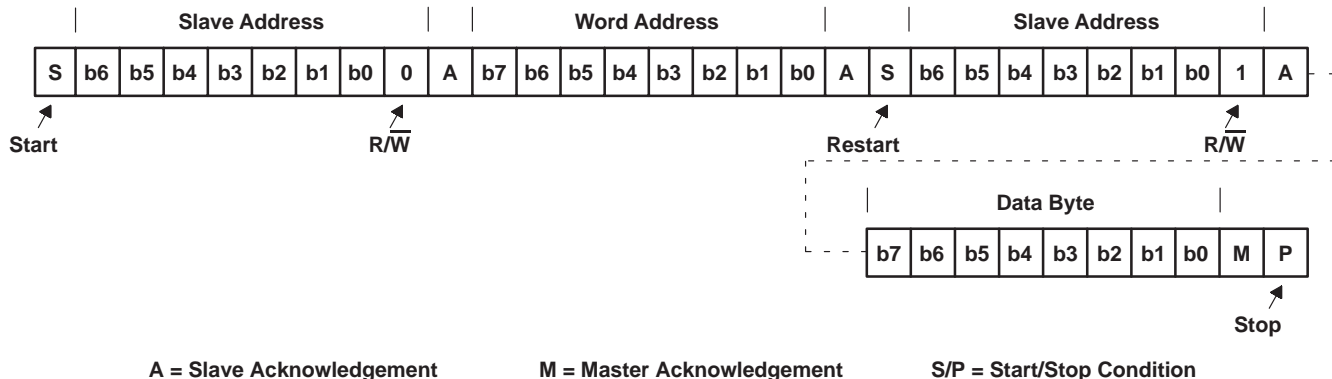 Slave Address Word Address Slave Address
S b6 b5 b4 b3 b2 b1 b0 0 A b7 b6 b5 b4 b3 b2 b1 b0 A S b6 b5 b4 b3 b2 b1 b0 1 A
Start R/W̅ Restart R/W̅
Data Byte
b7 b6 b5 b4 b3 b2 b1 b0 M P
Stop
A = Slave Acknowledgement M = Master Acknowledgement S/P = Start/Stop Condition